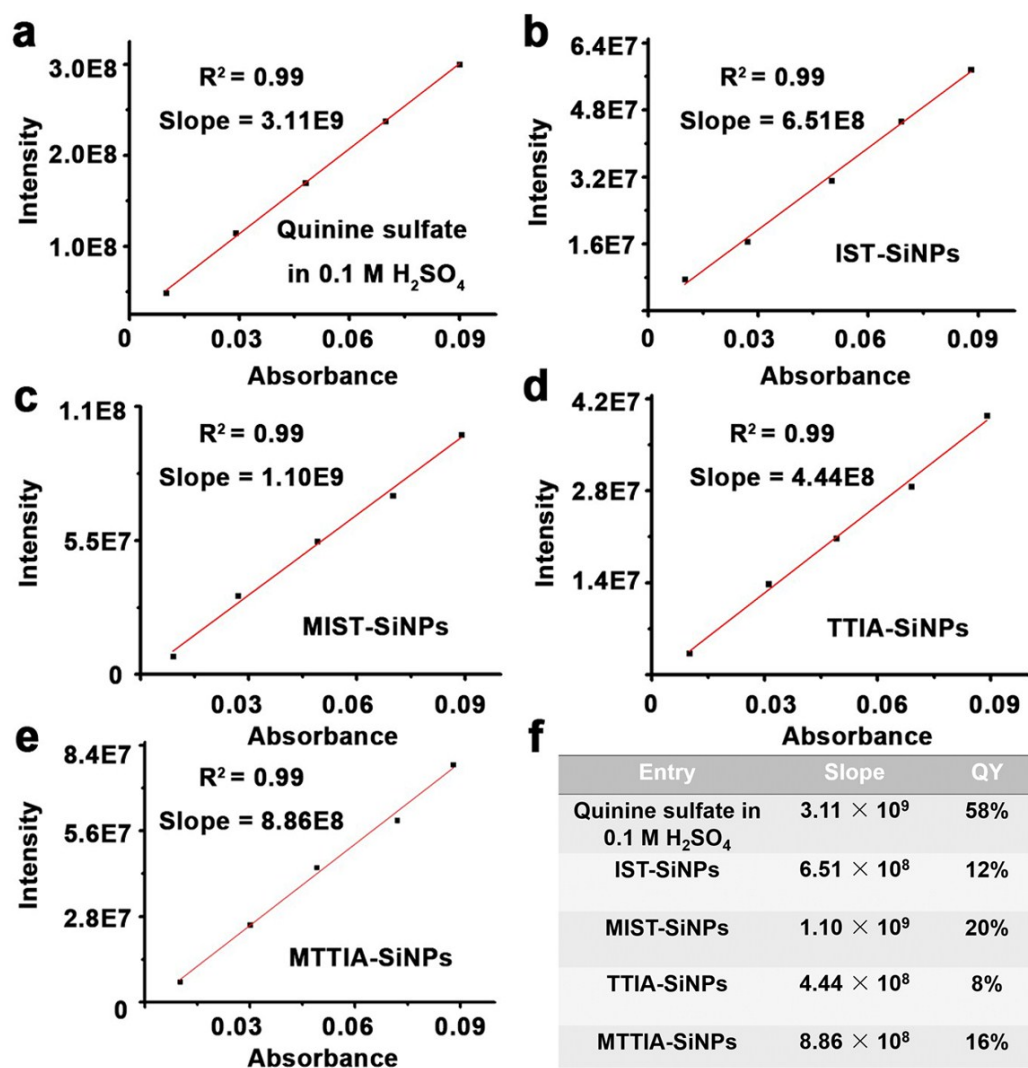 a
3.0E8
2.0E8
1.0E8
Intensity
R² = 0.99
Slope = 3.11E9
Quinine sulfate
in 0.1 M H₂SO₄
0 0.03 0.06 0.09
Absorbance
b
6.4E7
4.8E7
3.2E7
1.6E7
Intensity
R² = 0.99
Slope = 6.51E8
IST-SiNPs
0 0.03 0.06 0.09
Absorbance
c
1.1E8
5.5E7
0
Intensity
R² = 0.99
Slope = 1.10E9
MIST-SiNPs
0.03 0.06 0.09
Absorbance
d
4.2E7
2.8E7
1.4E7
Intensity
R² = 0.99
Slope = 4.44E8
TTIA-SiNPs
0 0.03 0.06 0.09
Absorbance
e
8.4E7
5.6E7
2.8E7
0
Intensity
R² = 0.99
Slope = 8.86E8
MTTIA-SiNPs
0.03 0.06 0.09
Absorbance
f
Entry Slope QY
Quinine sulfate in 3.11 × 10⁹ 58%
0.1 M H₂SO₄
IST-SiNPs 6.51 × 10⁸ 12%
MIST-SiNPs 1.10 × 10⁹ 20%
TTIA-SiNPs 4.44 × 10⁸ 8%
MTTIA-SiNPs 8.86 × 10⁸ 16%